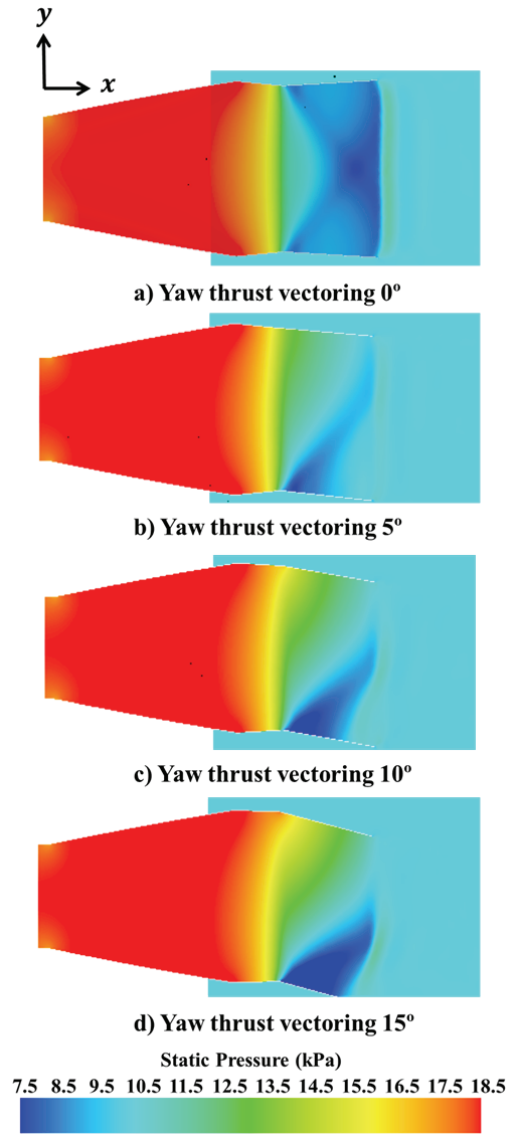 y
x
a) Yaw thrust vectoring 0º
b) Yaw thrust vectoring 5º
c) Yaw thrust vectoring 10º
d) Yaw thrust vectoring 15º
Static Pressure (kPa)
7.5 8.5 9.5 10.5 11.5 12.5 13.5 14.5 15.5 16.5 17.5 18.5